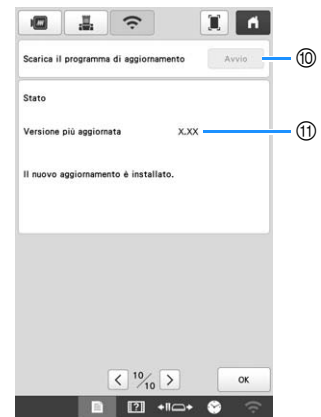 Scarica il programma di aggiornamento Avvio ⑩
Stato
Versione più aggiornata X.XX ⑪
Il nuovo aggiornamento è installato.
10/10 OK